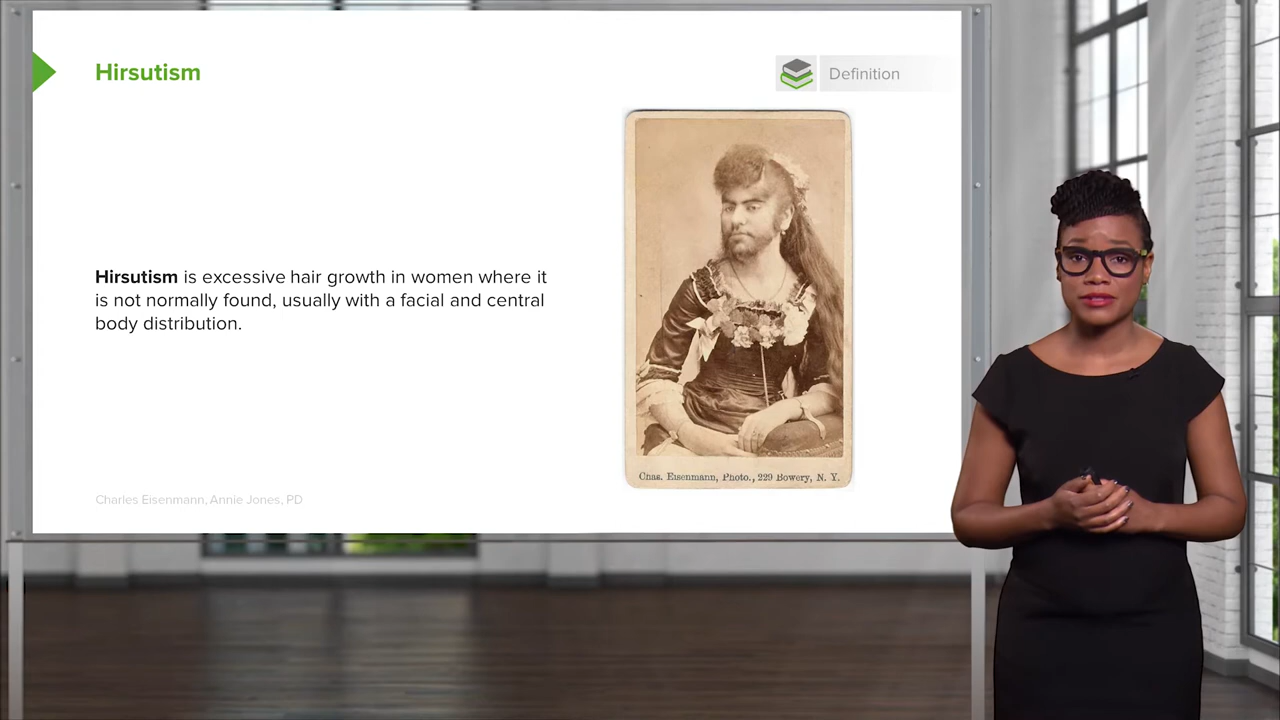 Hirsutism
Definition
Hirsutism is excessive hair growth in women where it
is not normally found, usually with a facial and central
body distribution.
Chas. Eisenmann, Photo., 229 Bowery, N. Y.
Charles Eisenmann, Annie Jones, PD